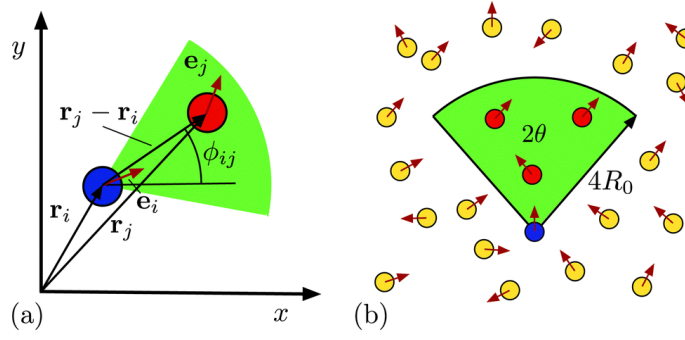 y
e_j
r_j − r_i
ϕ_ij
e_i
r_i
r_j
x
(a)
2θ
4R_0
(b)